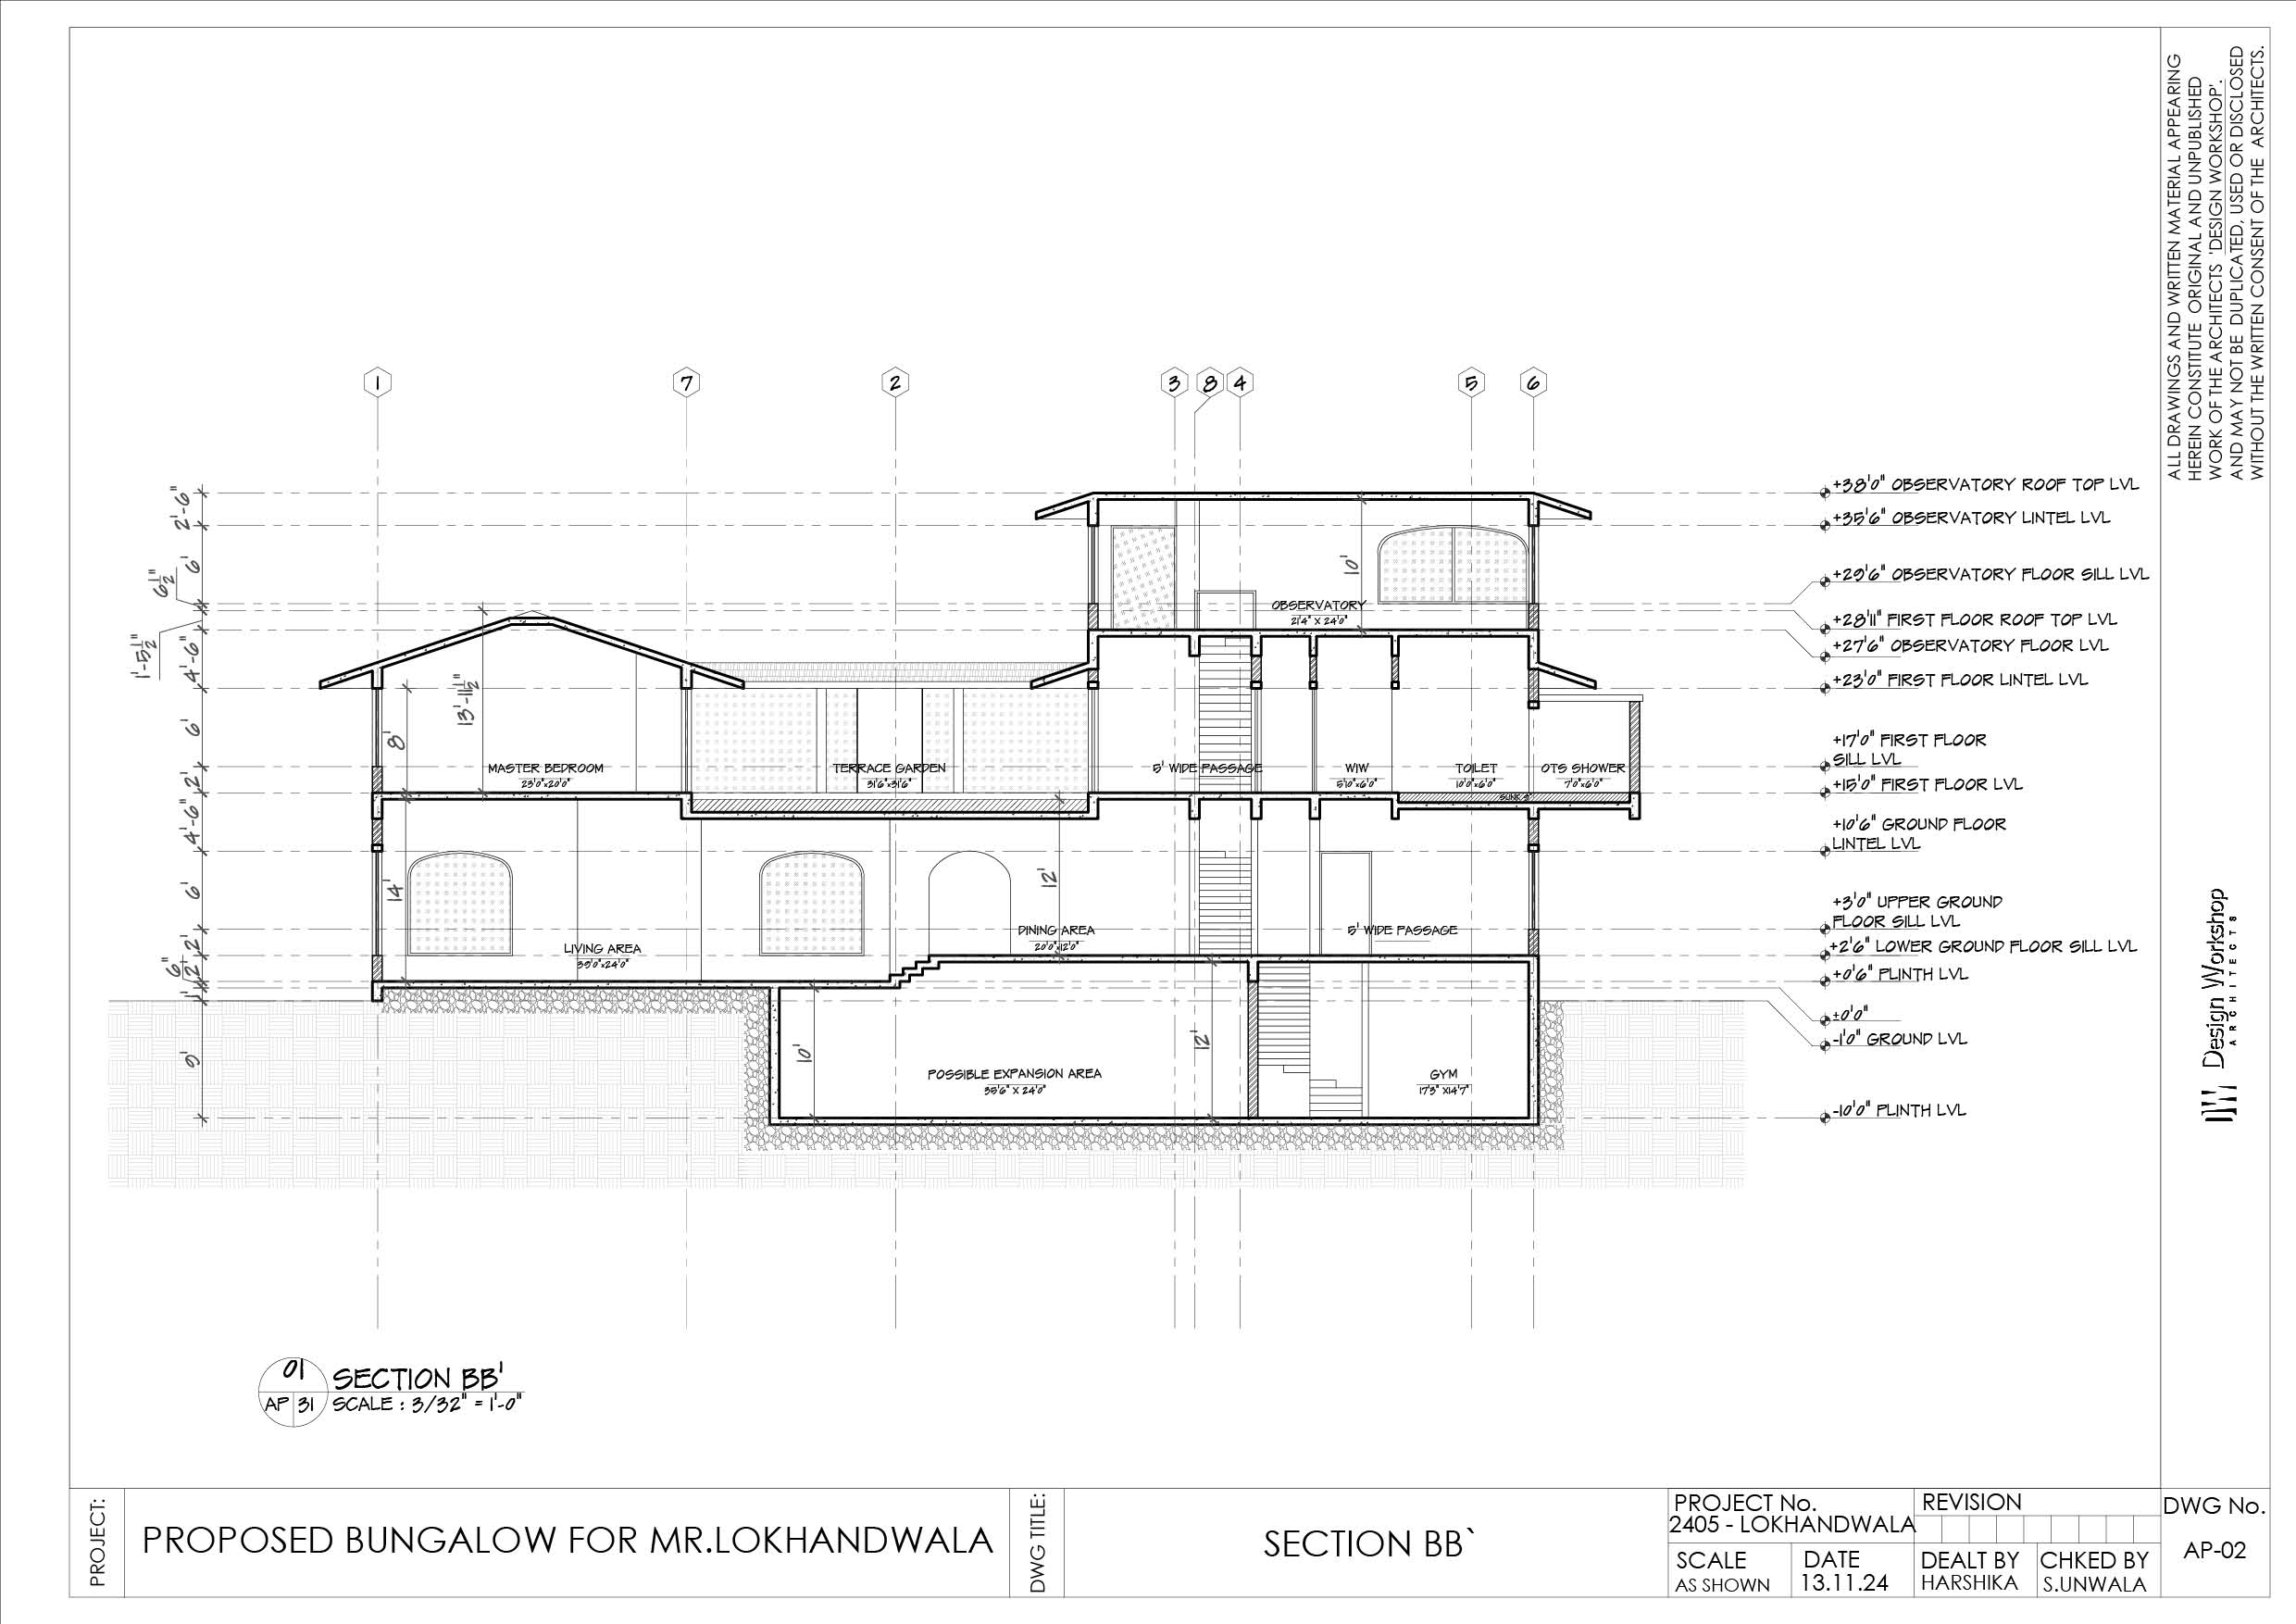 ALL DRAWINGS AND WRITTEN MATERIAL APPEARING
HEREIN CONSTITUTE ORIGINAL AND UNPUBLISHED
WORK OF THE ARCHITECTS 'DESIGN WORKSHOP'.
AND MAY NOT BE DUPLICATED, USED OR DISCLOSED
WITHOUT THE WRITTEN CONSENT OF THE ARCHITECTS.
1 7 2 3 8 4 5 6
2'-6"
6'
6½"
1'-5½"
4'-6"
6'
2'
4'-6"
6'
2'
6"
2'
1'
9'
+38'0" OBSERVATORY ROOF TOP LVL
+35'6" OBSERVATORY LINTEL LVL
+29'6" OBSERVATORY FLOOR SILL LVL
+28'11" FIRST FLOOR ROOF TOP LVL
+27'6" OBSERVATORY FLOOR LVL
+23'0" FIRST FLOOR LINTEL LVL
+17'0" FIRST FLOOR
SILL LVL
+15'0" FIRST FLOOR LVL
+10'6" GROUND FLOOR
LINTEL LVL
+3'0" UPPER GROUND
FLOOR SILL LVL
+2'6" LOWER GROUND FLOOR SILL LVL
+0'6" PLINTH LVL
±0'0"
-1'0" GROUND LVL
-10'0" PLINTH LVL
10'
OBSERVATORY
21'4" X 24'0"
8'
13'-11½"
MASTER BEDROOM
23'0"x20'0"
TERRACE GARDEN
31'6"x31'6"
5' WIDE PASSAGE
WIW
5'10"x6'0"
TOILET
10'0"x6'0"
OTS SHOWER
7'0"x6'0"
14'
12'
LIVING AREA
39'0"x24'0"
DINING AREA
20'0"x12'0"
5' WIDE PASSAGE
10'
12'
POSSIBLE EXPANSION AREA
35'6" X 24'0"
GYM
17'3" X14'7"
Design Workshop
ARCHITECTS
01
AP 31
SECTION BB'
SCALE : 3/32" = 1'-0"
PROJECT:
PROPOSED BUNGALOW FOR MR.LOKHANDWALA
DWG TITLE:
SECTION BB`
PROJECT No.
2405 - LOKHANDWALA
REVISION
SCALE
AS SHOWN
DATE
13.11.24
DEALT BY
HARSHIKA
CHKED BY
S.UNWALA
DWG No.
AP-02